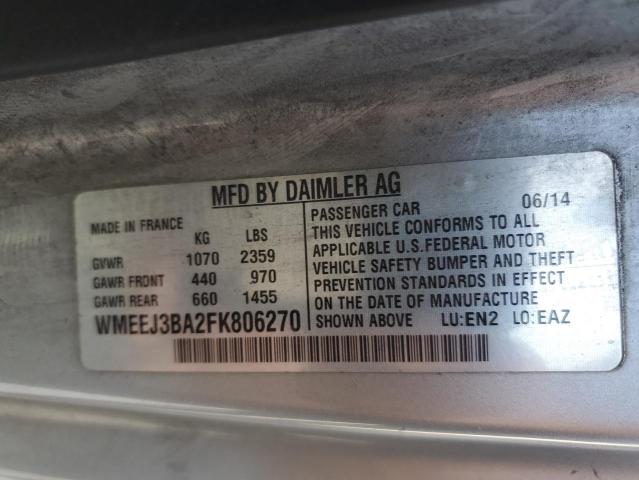 MFD BY DAIMLER AG
MADE IN FRANCE
KG LBS
GVWR 1070 2359
GAWR FRONT 440 970
GAWR REAR 660 1455
PASSENGER CAR 06/14
THIS VEHICLE CONFORMS TO ALL
APPLICABLE U.S.FEDERAL MOTOR
VEHICLE SAFETY BUMPER AND THEFT
PREVENTION STANDARDS IN EFFECT
ON THE DATE OF MANUFACTURE
SHOWN ABOVE LU:EN2 LO:EAZ
WMEEJ3BA2FK806270